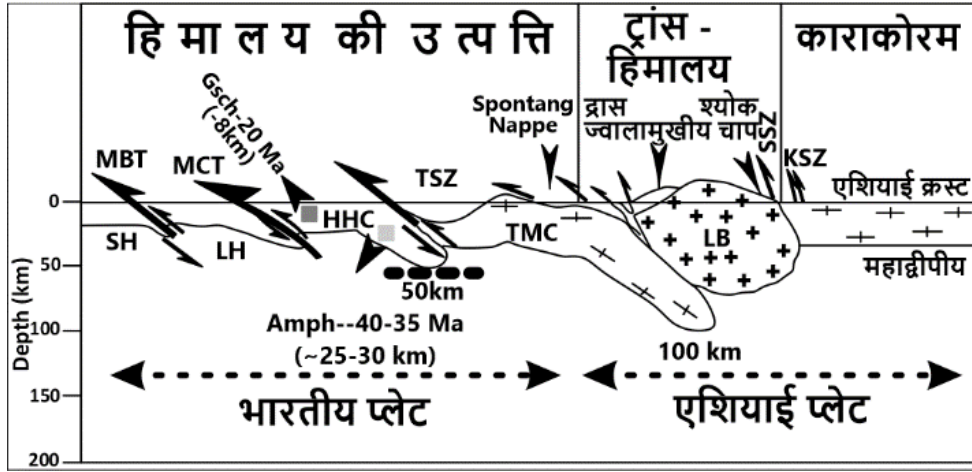 हिमालय की उत्पत्ति
ट्रांस -
हिमालय
काराकोरम
Gsch-20 Ma
(-8km)
Spontang
Nappe
द्रास श्योक
ज्वालामुखीय चाप
SSZ
KSZ
MBT
MCT
TSZ
एशियाई क्रस्ट
महाद्वीपीय
SH
LH
HHC
TMC
LB
50km
Amph--40-35 Ma
(~25-30 km)
100 km
भारतीय प्लेट
एशियाई प्लेट
Depth (km)
0
50
100
150
200